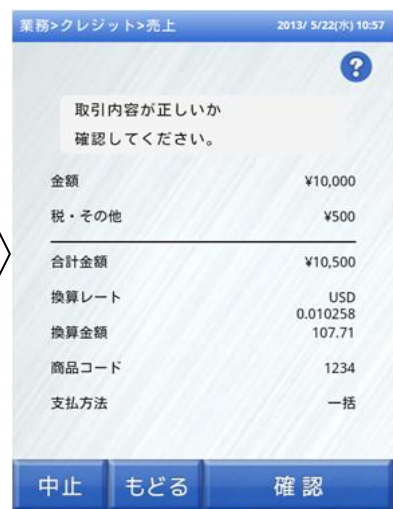 業務>クレジット>売上 2013/ 5/22(水) 10:57
?
取引内容が正しいか
確認してください。
金額 ¥10,000
税・その他 ¥500
合計金額 ¥10,500
換算レート USD
0.010258
換算金額 107.71
商品コード 1234
支払方法 一括
中止 もどる 確認